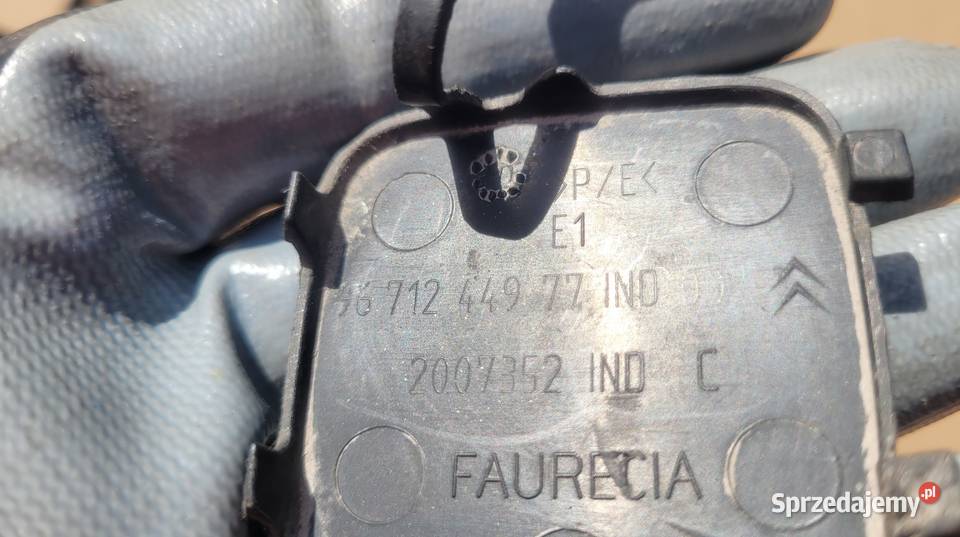 >P/E<
E1
96 712 449 77 IND
2007352 IND C
FAURECIA
Sprzedajemy.pl